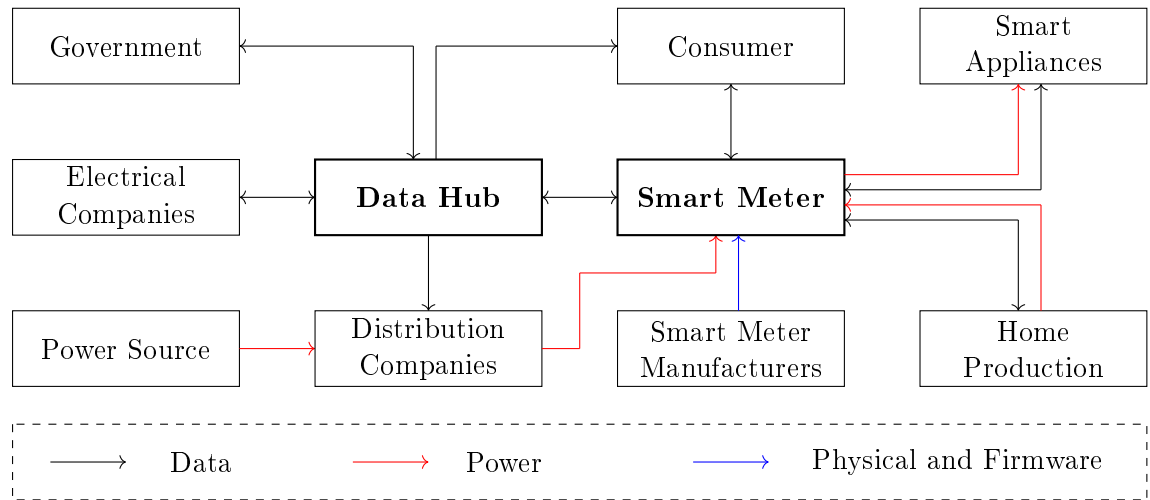 Government
Consumer
Smart
Appliances
Electrical
Companies
Data Hub
Smart Meter
Power Source
Distribution
Companies
Smart Meter
Manufacturers
Home
Production
Data
Power
Physical and Firmware